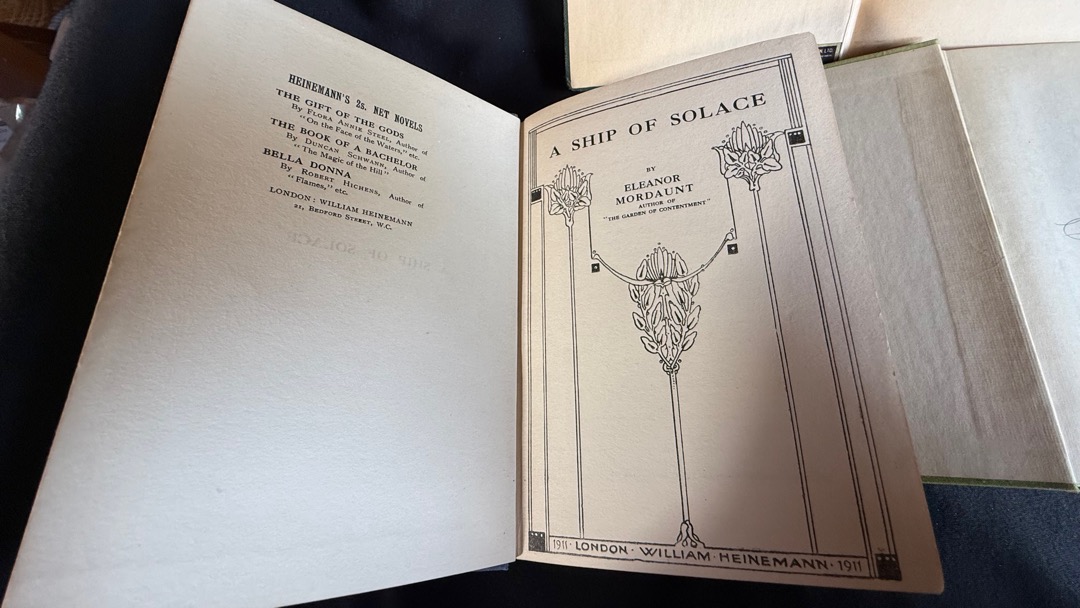 HEINEMANN'S 2s. NET NOVELS
THE GIFT OF THE GODS
By FLORA ANNIE STEEL, Author of
"On the Face of the Waters," etc.
THE BOOK OF A BACHELOR
By DUNCAN SCHWANN, Author of
"The Magic of the Hill"
BELLA DONNA
By ROBERT HICHENS, Author of
"Flames," etc.
LONDON: WILLIAM HEINEMANN
21, BEDFORD STREET, W.C.
A SHIP OF SOLACE
BY
ELEANOR
MORDAUNT
AUTHOR OF
"THE GARDEN OF CONTENTMENT"
1911 · LONDON · WILLIAM · HEINEMANN · 1911